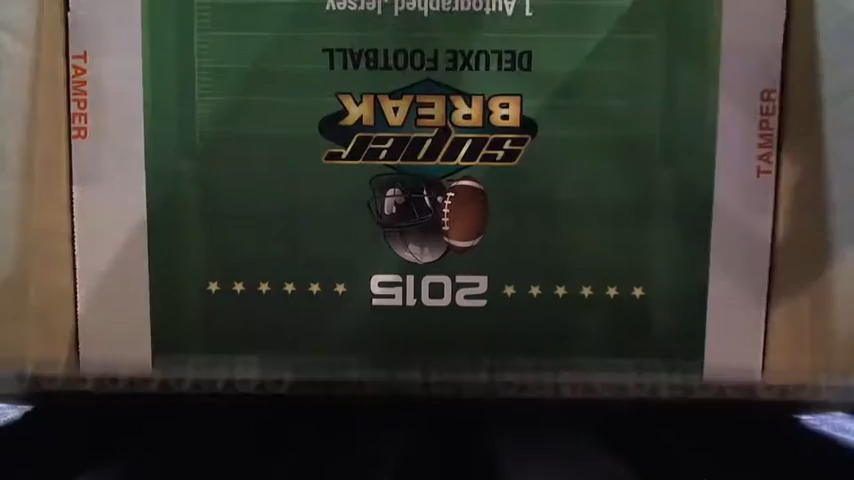 2015
SUPER
BREAK
DELUXE FOOTBALL
1 Autographed Jersey
TAMPER
TAMPER